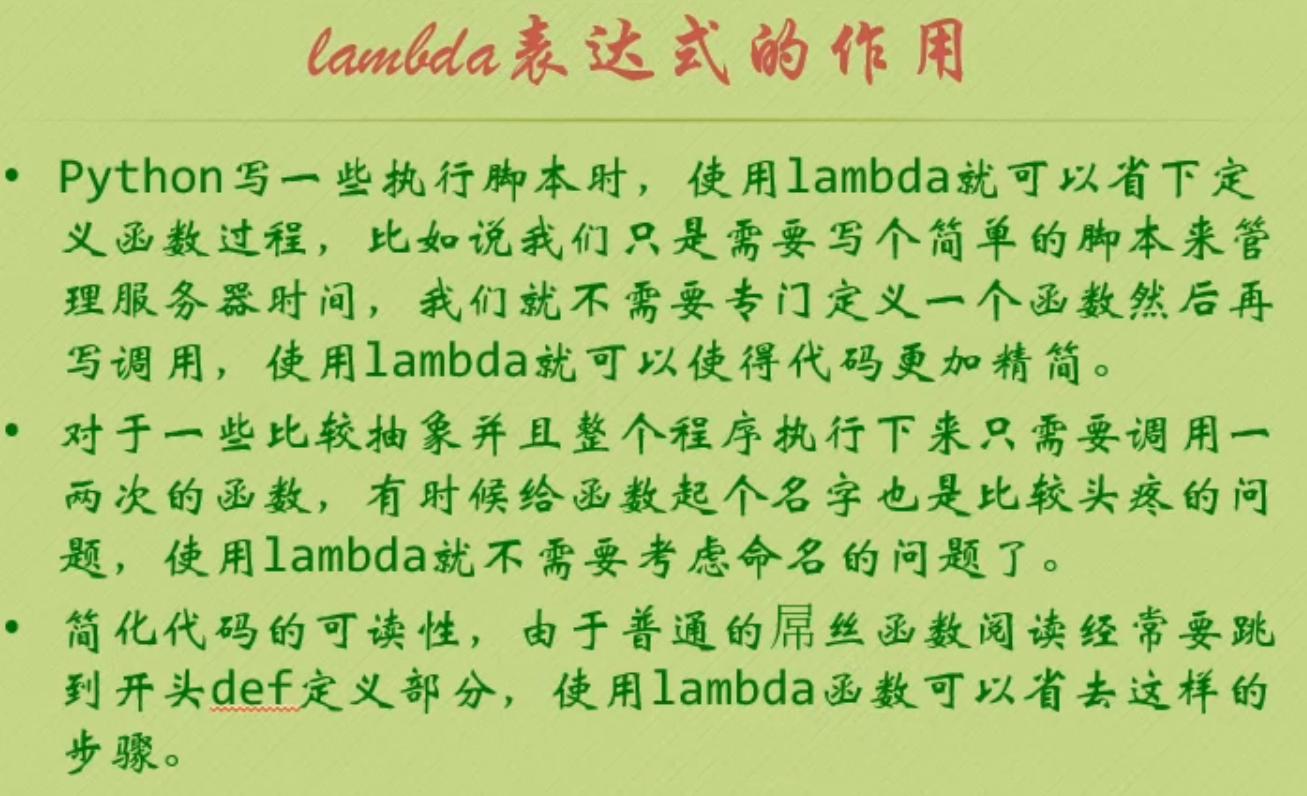 lambda表达式的作用
• Python写一些执行脚本时，使用lambda就可以省下定
义函数过程，比如说我们只是需要写个简单的脚本来管
理服务器时间，我们就不需要专门定义一个函数然后再
写调用，使用lambda就可以使得代码更加精简。
• 对于一些比较抽象并且整个程序执行下来只需要调用一
两次的函数，有时候给函数起个名字也是比较头疼的问
题，使用lambda就不需要考虑命名的问题了。
• 简化代码的可读性，由于普通的屌丝函数阅读经常要跳
到开头def定义部分，使用lambda函数可以省去这样的
步骤。